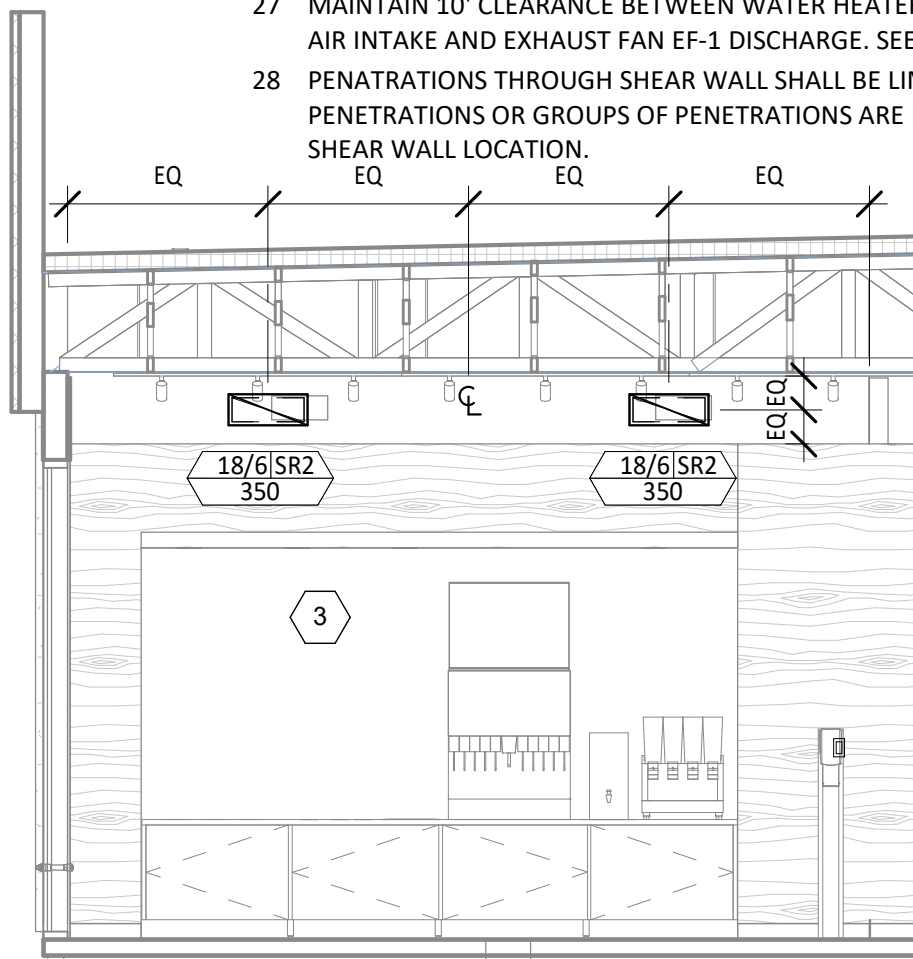 27 MAINTAIN 10' CLEARANCE BETWEEN WATER HEATER
AIR INTAKE AND EXHAUST FAN EF-1 DISCHARGE. SEE
28 PENATRATIONS THROUGH SHEAR WALL SHALL BE
PENETRATIONS OR GROUPS OF PENETRATIONS ARE
SHEAR WALL LOCATION.
EQ EQ EQ EQ
EQ
EQ
CL
18/6 SR2
350
18/6 SR2
350
3